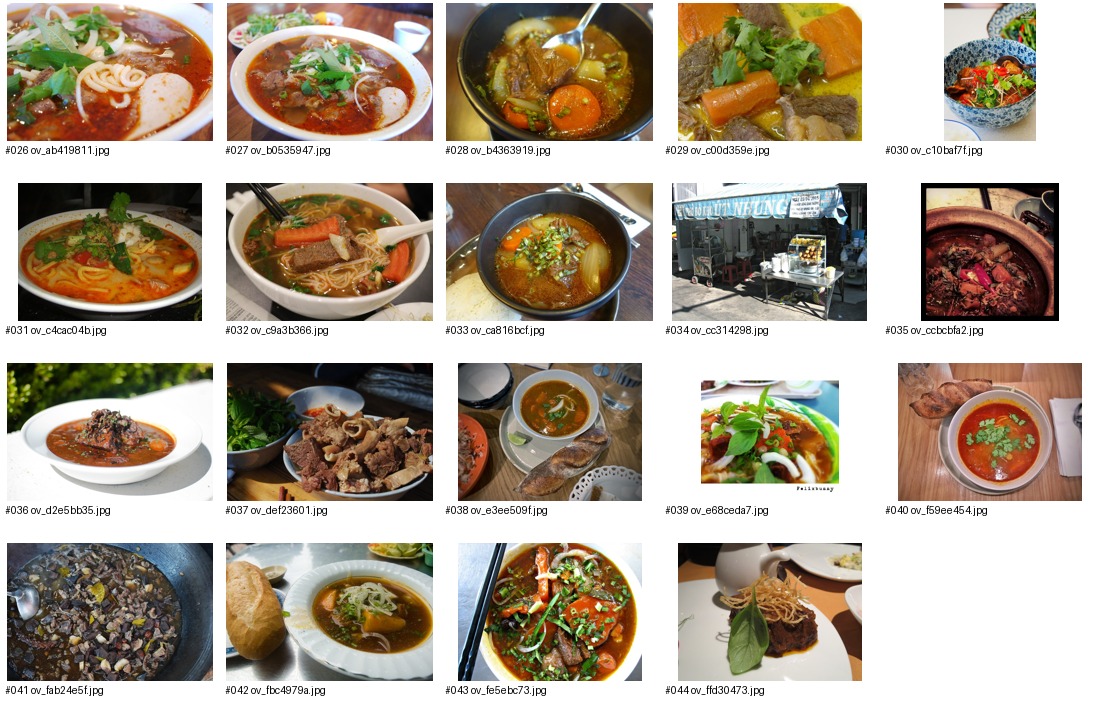 #026 ov_ab419811.jpg
#027 ov_b0535947.jpg
#028 ov_b4363919.jpg
#029 ov_c00d359e.jpg
#030 ov_c10baf7f.jpg
#031 ov_c4cac04b.jpg
#032 ov_c9a3b366.jpg
#033 ov_ca816bcf.jpg
#034 ov_cc314298.jpg
#035 ov_ccbcbfa2.jpg
#036 ov_d2e5bb35.jpg
#037 ov_def23601.jpg
#038 ov_e3ee509f.jpg
#039 ov_e68ceda7.jpg
#040 ov_f59ee454.jpg
#041 ov_fab24e5f.jpg
#042 ov_fbc4979a.jpg
#043 ov_fe5ebc73.jpg
#044 ov_ffd30473.jpg